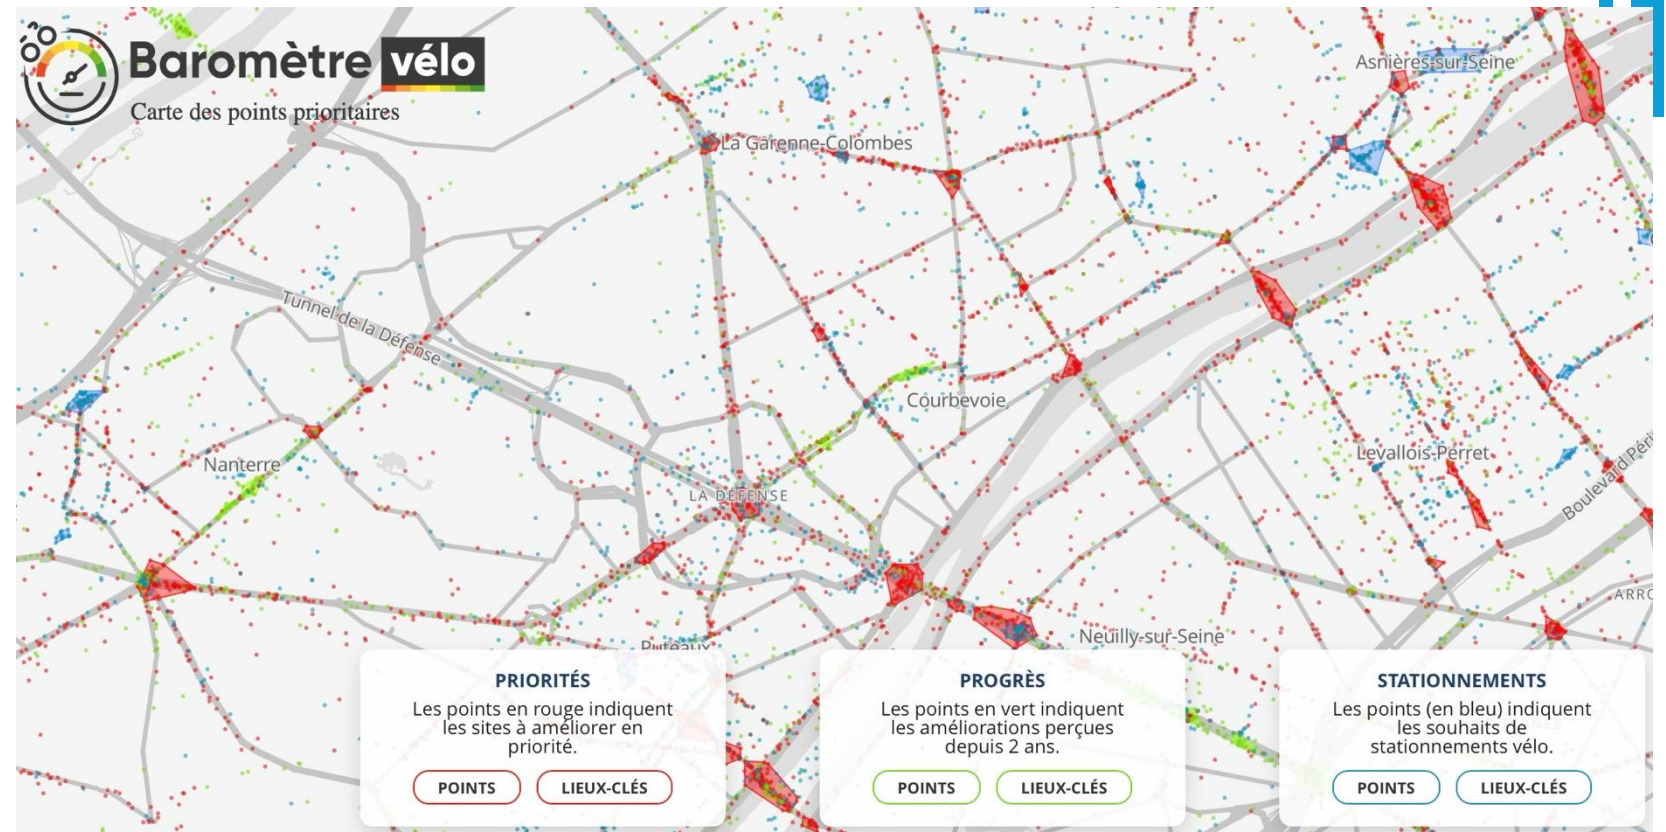 Baromètre vélo
Carte des points prioritaires
Asnières-sur-Seine
La Garenne-Colombes
Tunnel de la Défense
Courbevoie
Nanterre
Levallois-Perret
LA DÉFENSE
Boulevard Péri
ARRO
Neuilly-sur-Seine
Puteaux
PRIORITÉS
Les points en rouge indiquent
les sites à améliorer en
priorité.
POINTS
LIEUX-CLÉS
PROGRÈS
Les points en vert indiquent
les améliorations perçues
depuis 2 ans.
POINTS
LIEUX-CLÉS
STATIONNEMENTS
Les points (en bleu) indiquent
les souhaits de
stationnements vélo.
POINTS
LIEUX-CLÉS